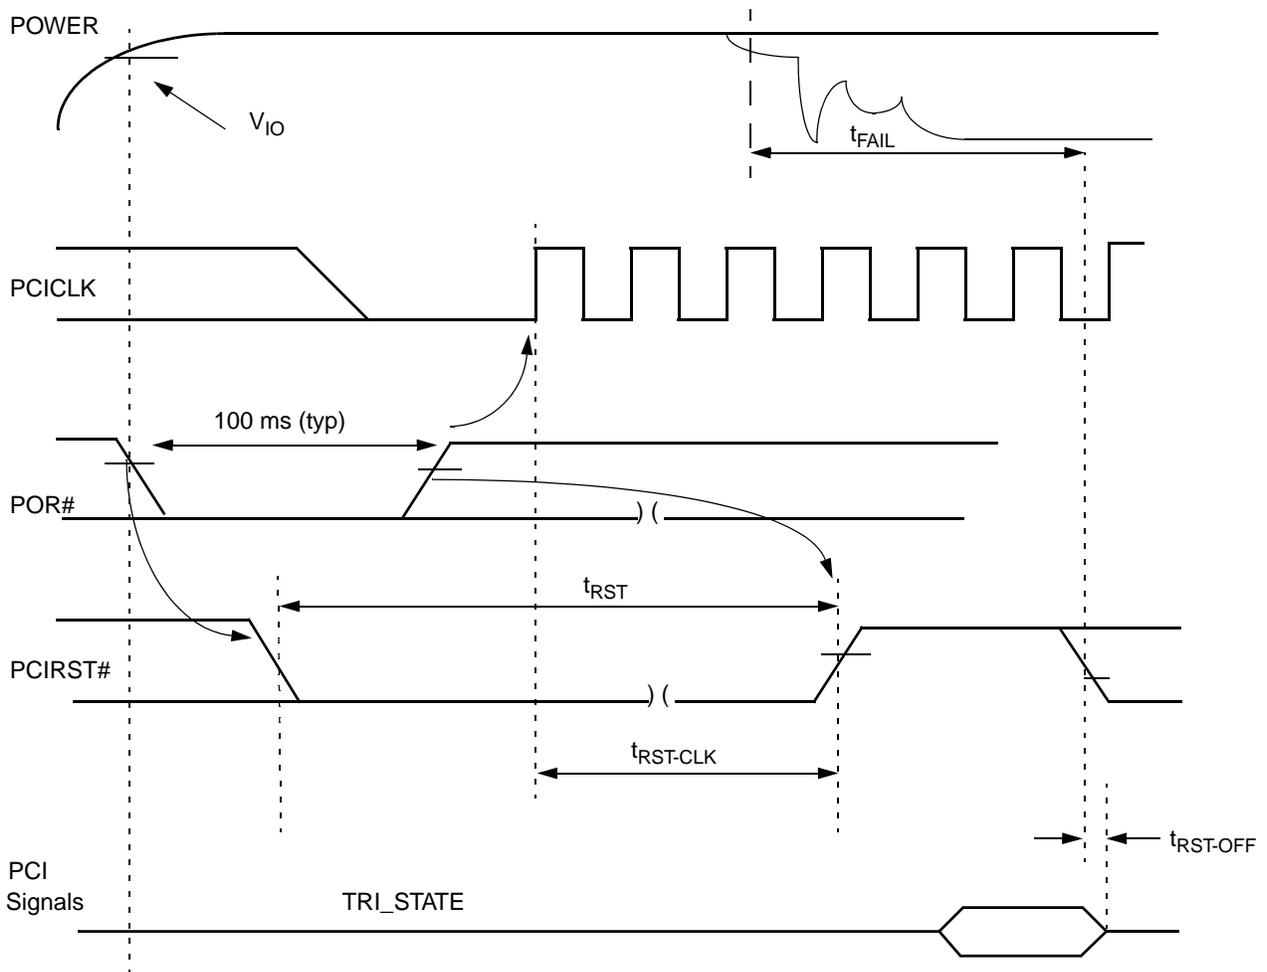 POWER
VIO
tFAIL
PCICLK
100 ms (typ)
POR#
) (
tRST
PCIRST#
) (
tRST-CLK
tRST-OFF
PCI
Signals
TRI_STATE